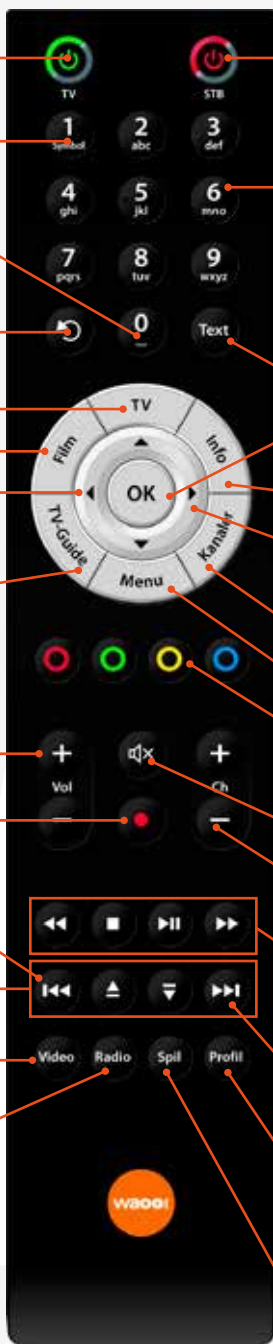 TV STB
1 2 3
Symbol abc def
4 5 6
ghi jkl mno
7 8 9
pqrs tuv wxyz
0 Text
TV
Film Info
OK
TV-Guide Kanaler
Menu
+ +
Vol Ch
− −
Video Radio Spil Profil
waoo!